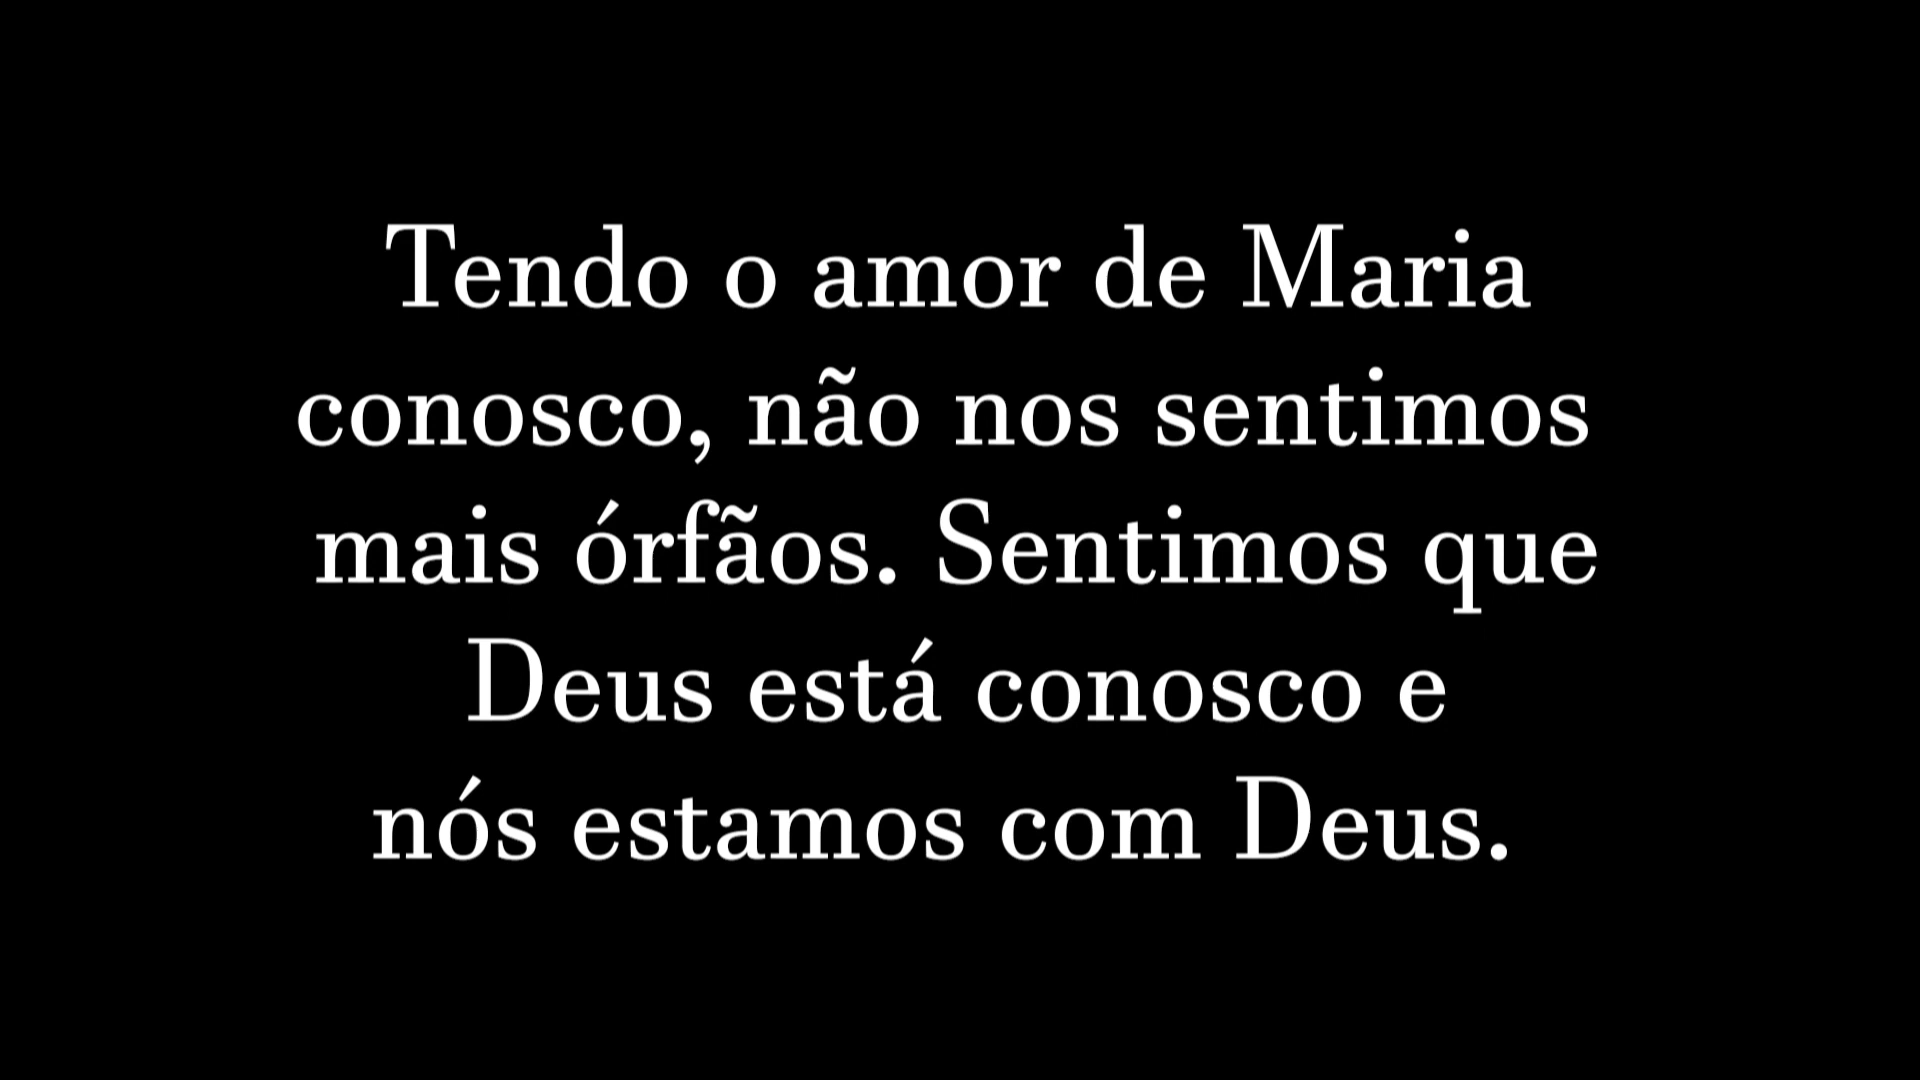 Tendo o amor de Maria
conosco, não nos sentimos
mais órfãos. Sentimos que
Deus está conosco e
nós estamos com Deus.